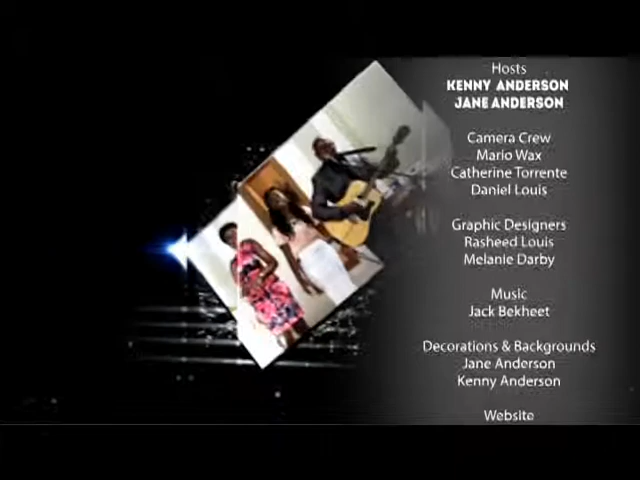 Hosts
KENNY ANDERSON
JANE ANDERSON
Camera Crew
Mario Wax
Catherine Torrente
Daniel Louis
Graphic Designers
Rasheed Louis
Melanie Darby
Music
Jack Bekheet
Decorations & Backgrounds
Jane Anderson
Kenny Anderson
Website